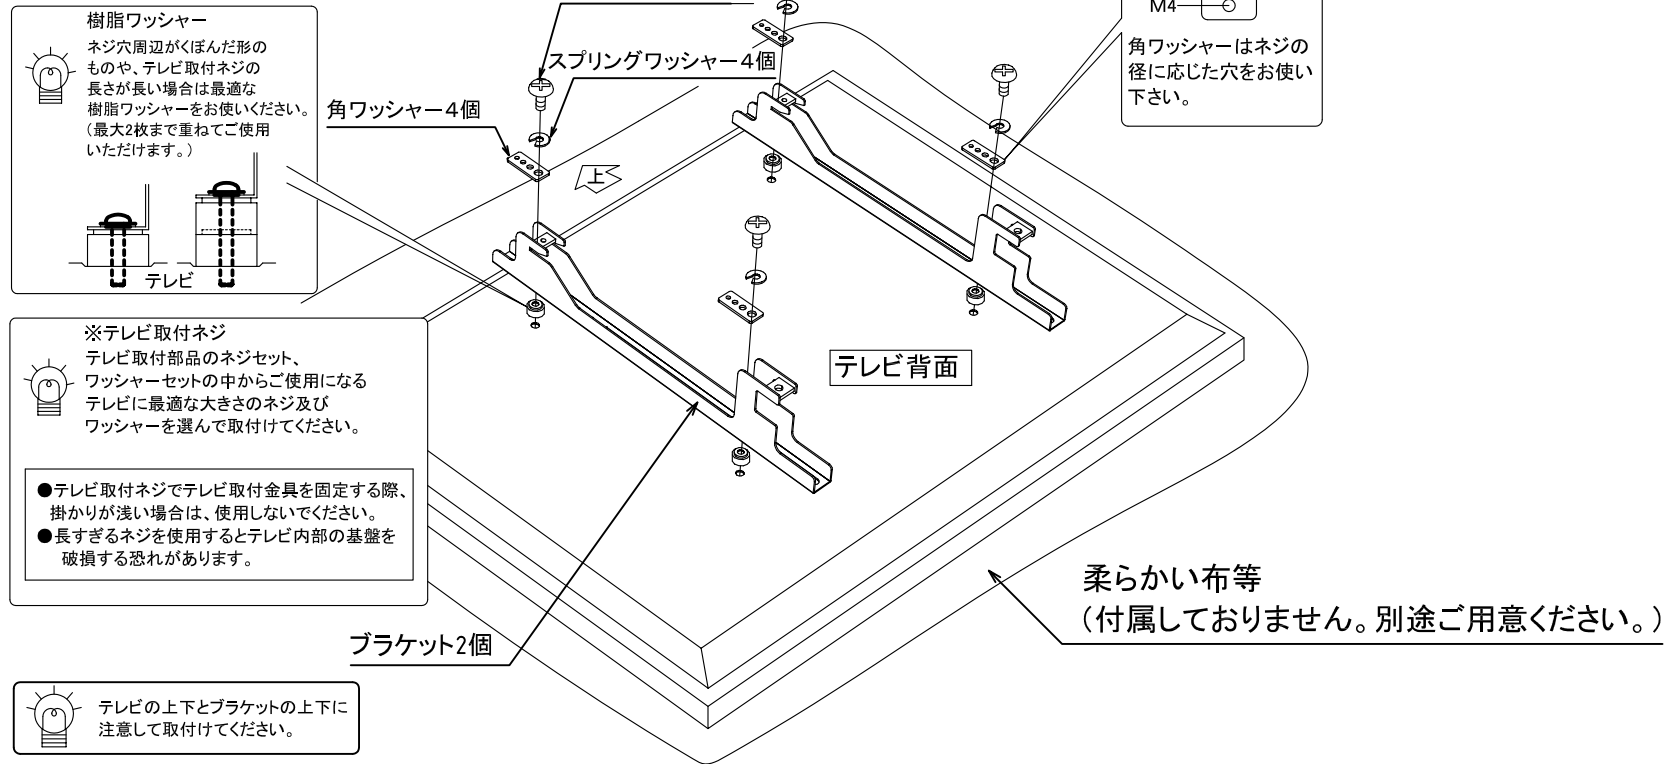 樹脂ワッシャー
ネジ穴周辺がくぼんだ形の
ものや、テレビ取付ネジの
長さが長い場合は最適な
樹脂ワッシャーをお使いください。
（最大2枚まで重ねてご使用
いただけます。）
テレビ
スプリングワッシャー4個
角ワッシャー4個
上
M4
角ワッシャーはネジの
径に応じた穴をお使い
下さい。
※テレビ取付ネジ
テレビ取付部品のネジセット、
ワッシャーセットの中からご使用になる
テレビに最適な大きさのネジ及び
ワッシャーを選んで取付けてください。
●テレビ取付ネジでテレビ取付金具を固定する際、
掛かりが浅い場合は、使用しないでください。
●長すぎるネジを使用するとテレビ内部の基盤を
破損する恐れがあります。
テレビ背面
柔らかい布等
（付属しておりません。別途ご用意ください。）
ブラケット2個
テレビの上下とブラケットの上下に
注意して取付けてください。